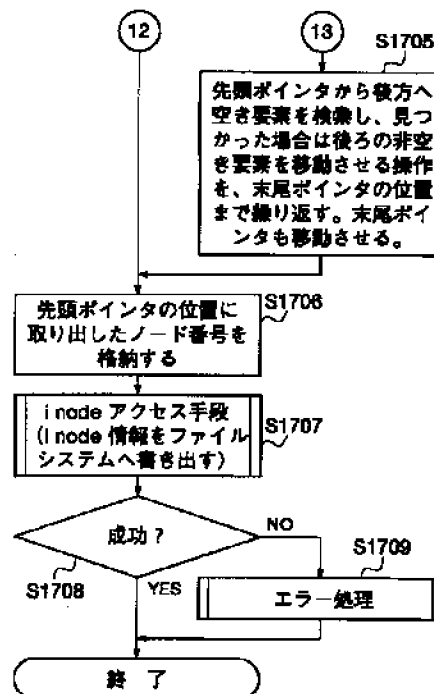 12
13
S1705
先頭ポインタから後方へ
空き要素を検索し、見つ
かった場合は後ろの非空
き要素を移動させる操作
を、末尾ポインタの位置
まで繰り返す。末尾ポイ
ンタも移動させる。
先頭ポインタの位置に
取り出したノード番号を
格納する
S1706
inode アクセス手段
(inode 情報をファイル
システムへ書き出す)
S1707
成功?
NO
S1708
YES
S1709
エラー処理
終 了